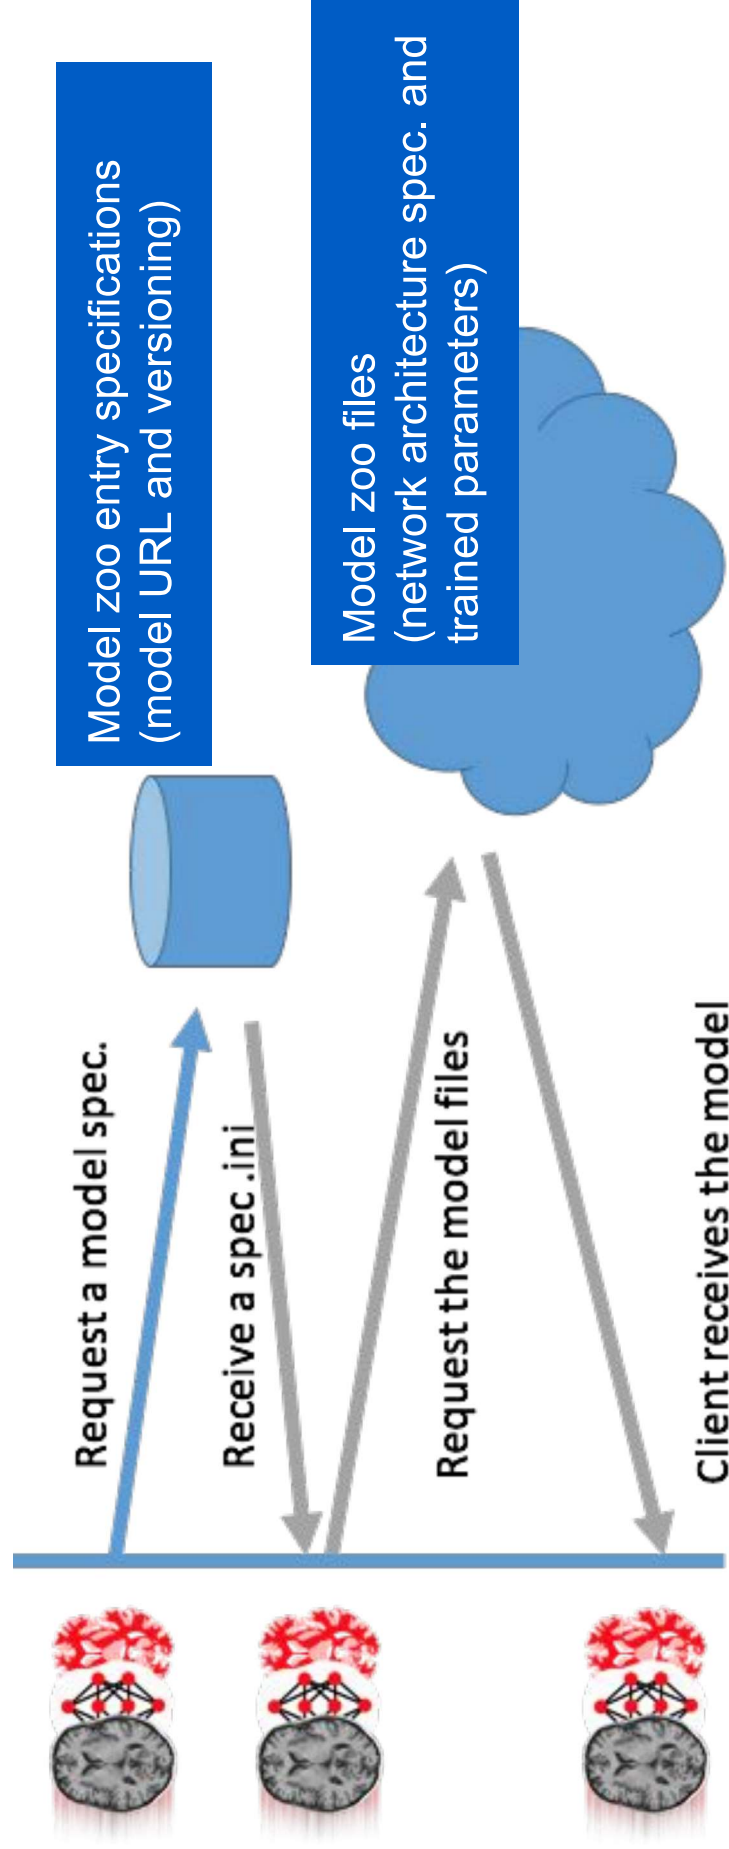 Model zoo entry specifications
(model URL and versioning)
Request a model spec.
Receive a spec .ini
Model zoo files
(network architecture spec. and
trained parameters)
Request the model files
Client receives the model